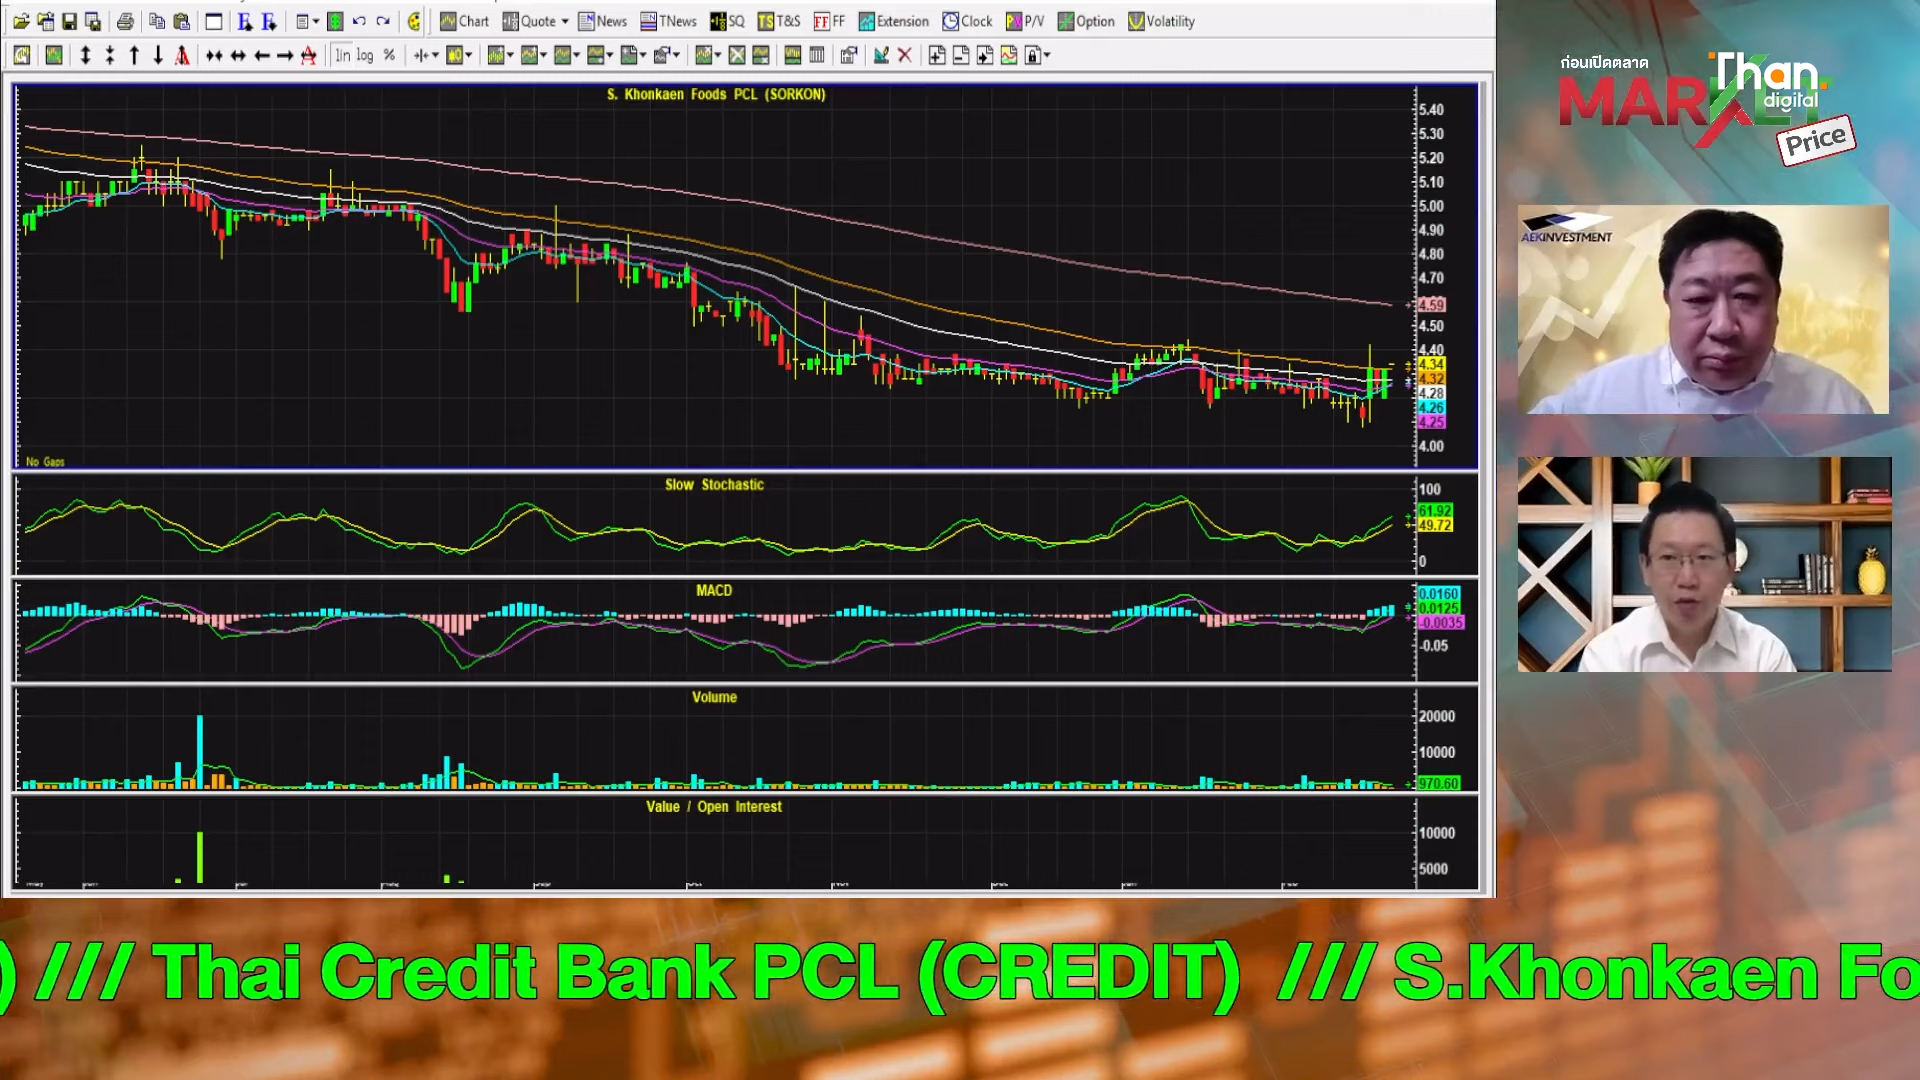 Chart Quote News TNews SQ TS T&S FF FF Extension Clock P/V Option Volatility
lin log %
S. Khonkaen Foods PCL (SORKON)
5.40
5.30
5.20
5.10
5.00
4.90
4.80
4.70
4.59
4.50
4.40
4.34
4.32
4.28
4.26
4.25
4.00
No Gaps
Slow Stochastic
100
61.92
49.72
0
MACD
0.0160
0.0125
-0.0035
-0.05
Volume
20000
10000
970.60
Value / Open Interest
10000
5000
ก่อนเปิดตลาด
MARKET
Than
digital
Price
AEKINVESTMENT
) /// Thai Credit Bank PCL (CREDIT) /// S.Khonkaen Fo